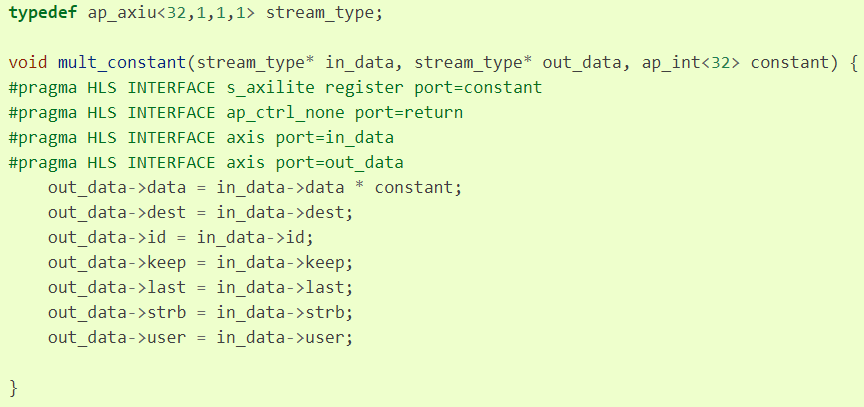 typedef ap_axiu<32,1,1,1> stream_type;
void mult_constant(stream_type* in_data, stream_type* out_data, ap_int<32> constant) {
#pragma HLS INTERFACE s_axilite register port=constant
#pragma HLS INTERFACE ap_ctrl_none port=return
#pragma HLS INTERFACE axis port=in_data
#pragma HLS INTERFACE axis port=out_data
    out_data->data = in_data->data * constant;
    out_data->dest = in_data->dest;
    out_data->id = in_data->id;
    out_data->keep = in_data->keep;
    out_data->last = in_data->last;
    out_data->strb = in_data->strb;
    out_data->user = in_data->user;
}